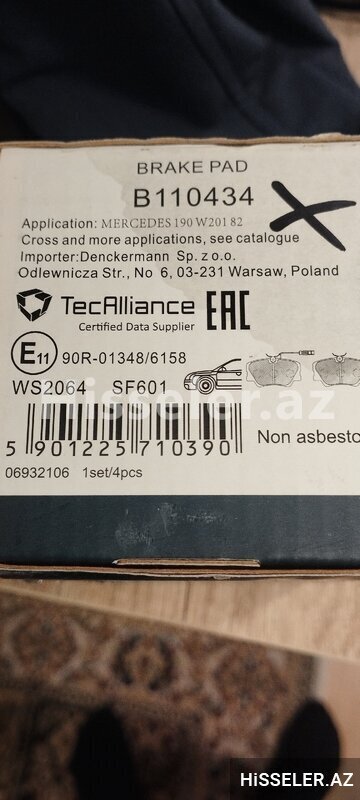 BRAKE PAD
B110434
Application: MERCEDES 190 W201 82
Cross and more applications, see catalogue
Importer:Denckermann Sp. z o.o.
Odlewnicza Str., No 6, 03-231 Warsaw, Poland
TecAlliance EAC
Certified Data Supplier
E11 90R-01348/6158
WS2064 SF601
Hisseler.az
5 901225 710390 Non asbesto
06932106 1set/4pcs
HiSSELER.AZ